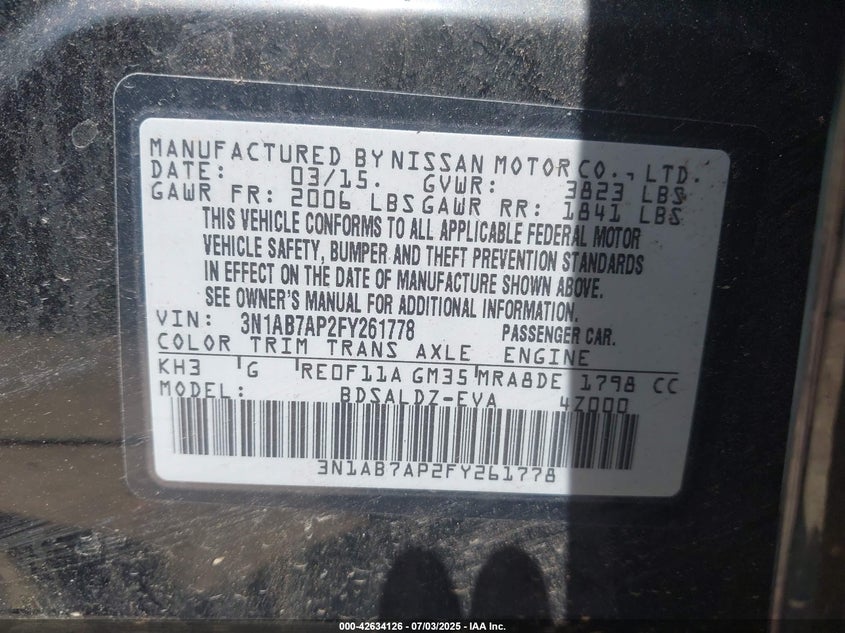 MANUFACTURED BY NISSAN MOTOR CO., LTD.
DATE: 03/15. GVWR: 3823 LBS
GAWR FR: 2006 LBS GAWR RR: 1841 LBS
THIS VEHICLE CONFORMS TO ALL APPLICABLE FEDERAL MOTOR
VEHICLE SAFETY, BUMPER AND THEFT PREVENTION STANDARDS
IN EFFECT ON THE DATE OF MANUFACTURE SHOWN ABOVE.
SEE OWNER'S MANUAL FOR ADDITIONAL INFORMATION.
VIN: 3N1AB7AP2FY261778 PASSENGER CAR.
COLOR TRIM TRANS AXLE ENGINE
KH3 G RE0F11A GM35 MRA8DE 1798 CC
MODEL: BDSALDZ-EVA 4Z000
3N1AB7AP2FY261778
000-42634126 - 07/03/2025 - IAA Inc.